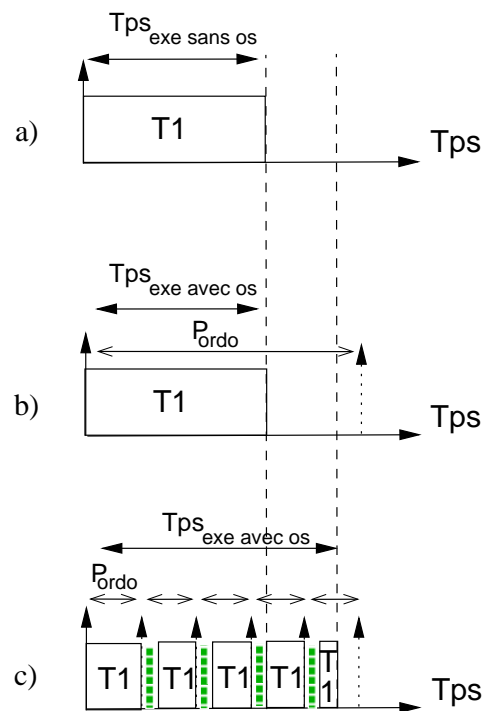 Tps exe sans os
a)
T1
Tps
Tps exe avec os
P ordo
b)
T1
Tps
Tps exe avec os
P ordo
c)
T1
T1
T1
T1
T1
Tps